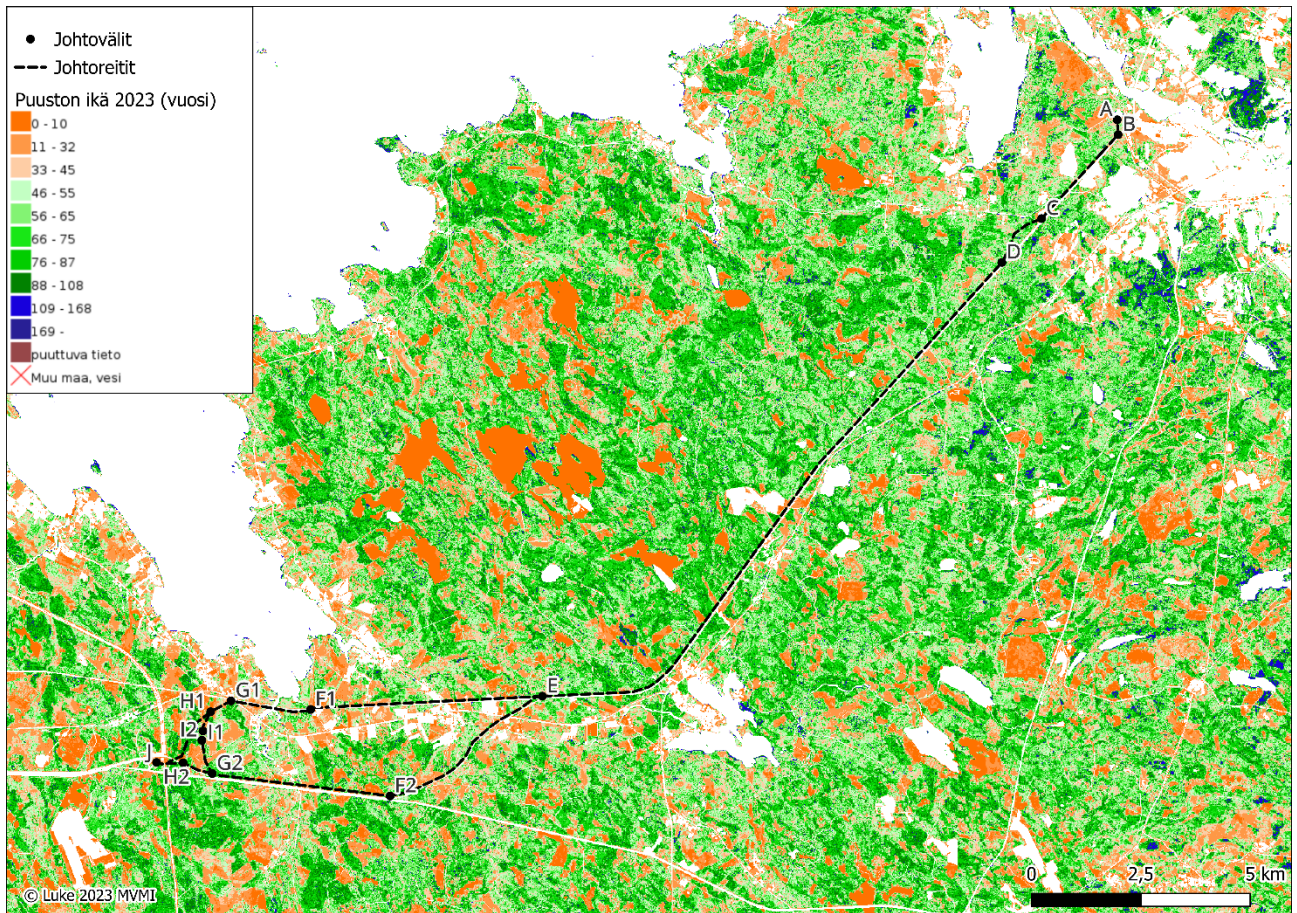 Johtovälit
Johtoreitit
Puuston ikä 2023 (vuosi)
0 - 10
11 - 32
33 - 45
46 - 55
56 - 65
66 - 75
76 - 87
88 - 108
109 - 168
169 -
puuttuva tieto
Muu maa, vesi
A
B
C
D
E
G1
F1
H1
I2
I1
J
H2
G2
F2
0 2,5 5 km
© Luke 2023 MVMI